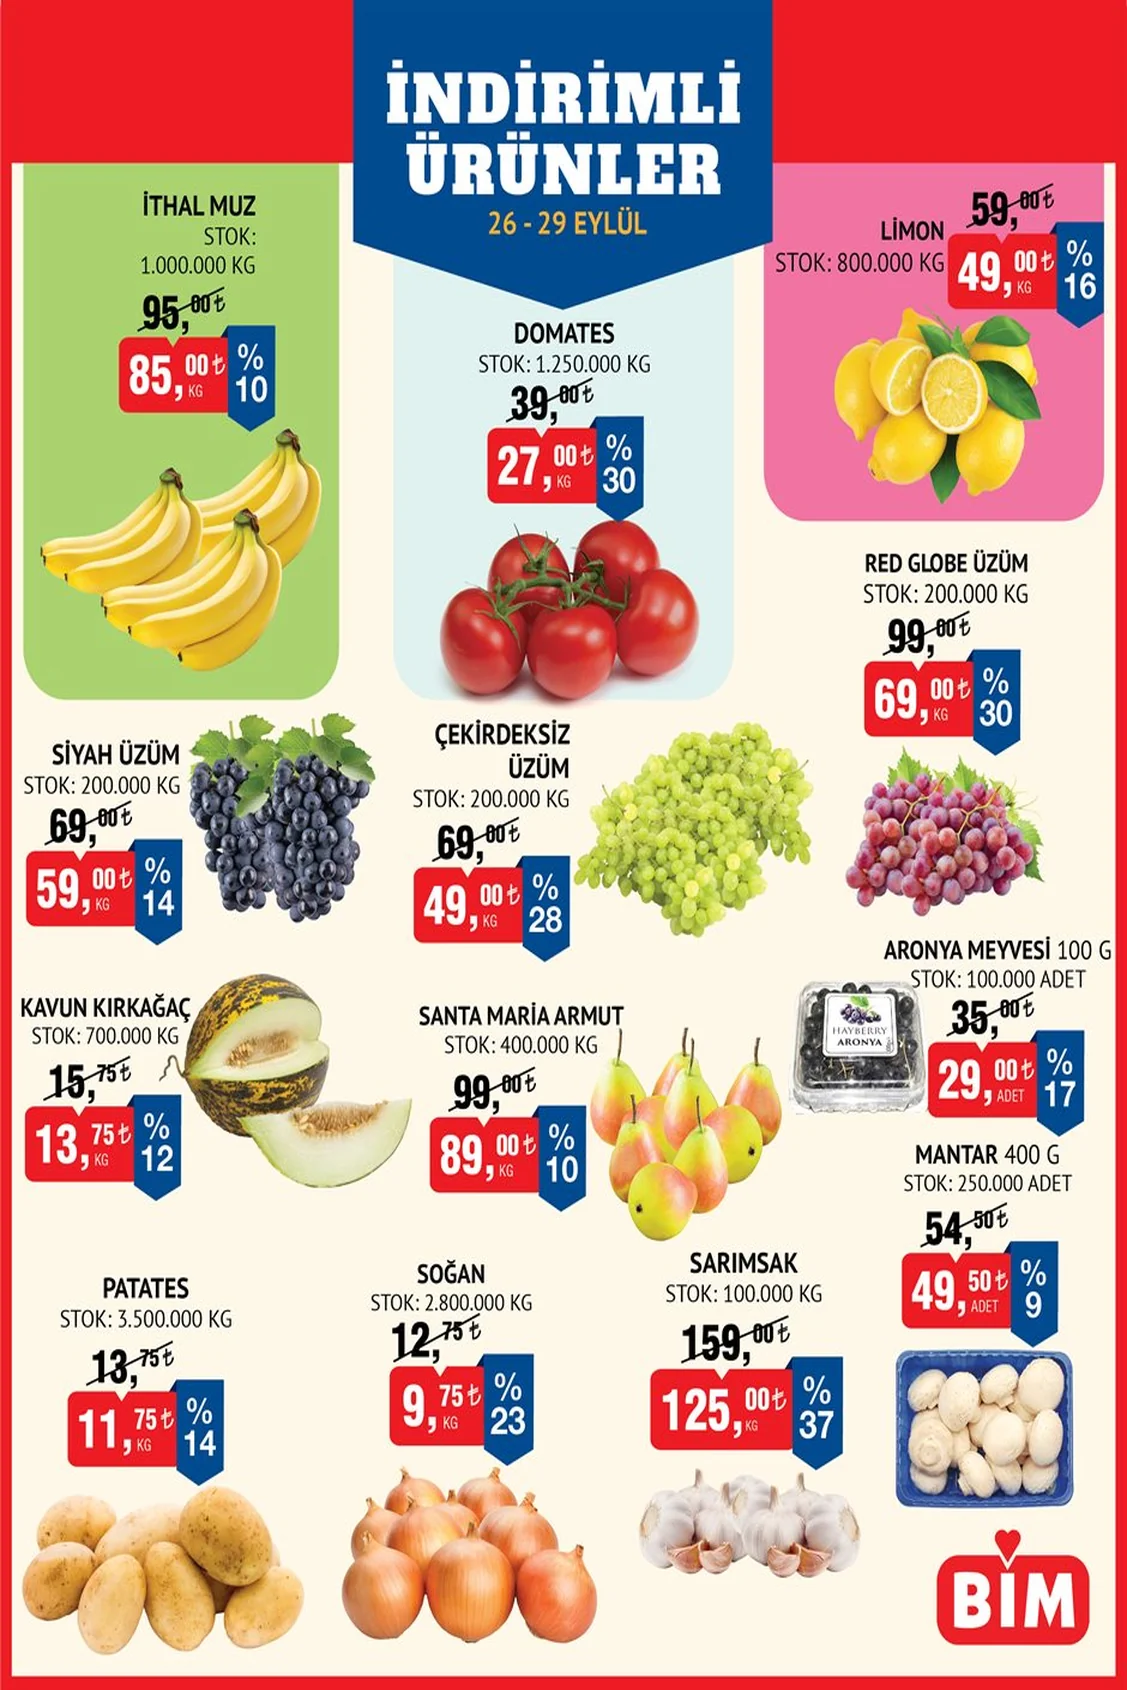 İNDİRİMLİ
ÜRÜNLER
26 - 29 EYLÜL
İTHAL MUZ
STOK:
1.000.000 KG
95,00₺
85,00₺ KG
%10
DOMATES
STOK: 1.250.000 KG
39,00₺
27,00₺ KG
%30
LİMON
STOK: 800.000 KG
59,00₺
49,00₺ KG
%16
RED GLOBE ÜZÜM
STOK: 200.000 KG
99,00₺
69,00₺ KG
%30
SİYAH ÜZÜM
STOK: 200.000 KG
69,00₺
59,00₺ KG
%14
ÇEKİRDEKSİZ
ÜZÜM
STOK: 200.000 KG
69,00₺
49,00₺ KG
%28
ARONYA MEYVESİ 100 G
STOK: 100.000 ADET
35,00₺
29,00₺ ADET
%17
HAYBERRY
ARONYA
KAVUN KIRKAĞAÇ
STOK: 700.000 KG
15,75₺
13,75₺ KG
%12
SANTA MARİA ARMUT
STOK: 400.000 KG
99,00₺
89,00₺ KG
%10
MANTAR 400 G
STOK: 250.000 ADET
54,50₺
49,50₺ ADET
%9
PATATES
STOK: 3.500.000 KG
13,75₺
11,75₺ KG
%14
SOĞAN
STOK: 2.800.000 KG
12,75₺
9,75₺ KG
%23
SARIMSAK
STOK: 100.000 KG
159,00₺
125,00₺ KG
%37
BİM